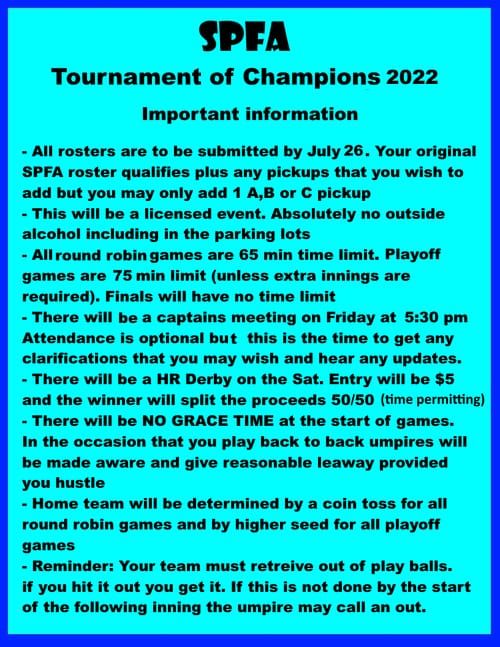 SPFA
Tournament of Champions 2022
Important information
- All rosters are to be submitted by July 26. Your original
SPFA roster qualifies plus any pickups that you wish to
add but you may only add 1 A,B or C pickup
- This will be a licensed event. Absolutely no outside
alcohol including in the parking lots
- All round robin games are 65 min time limit. Playoff
games are 75 min limit (unless extra innings are
required). Finals will have no time limit
- There will be a captains meeting on Friday at 5:30 pm
Attendance is optional but this is the time to get any
clarifications that you may wish and hear any updates.
- There will be a HR Derby on the Sat. Entry will be $5
and the winner will split the proceeds 50/50 (time permitting)
- There will be NO GRACE TIME at the start of games.
In the occasion that you play back to back umpires will
be made aware and give reasonable leaway provided
you hustle
- Home team will be determined by a coin toss for all
round robin games and by higher seed for all playoff
games
- Reminder: Your team must retreive out of play balls.
if you hit it out you get it. If this is not done by the start
of the following inning the umpire may call an out.